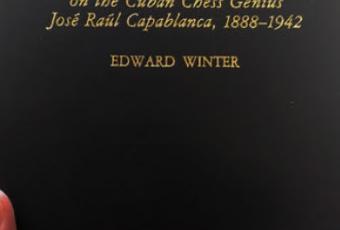 on the Cuban Chess Genius
José Raúl Capablanca, 1888–1942
EDWARD WINTER